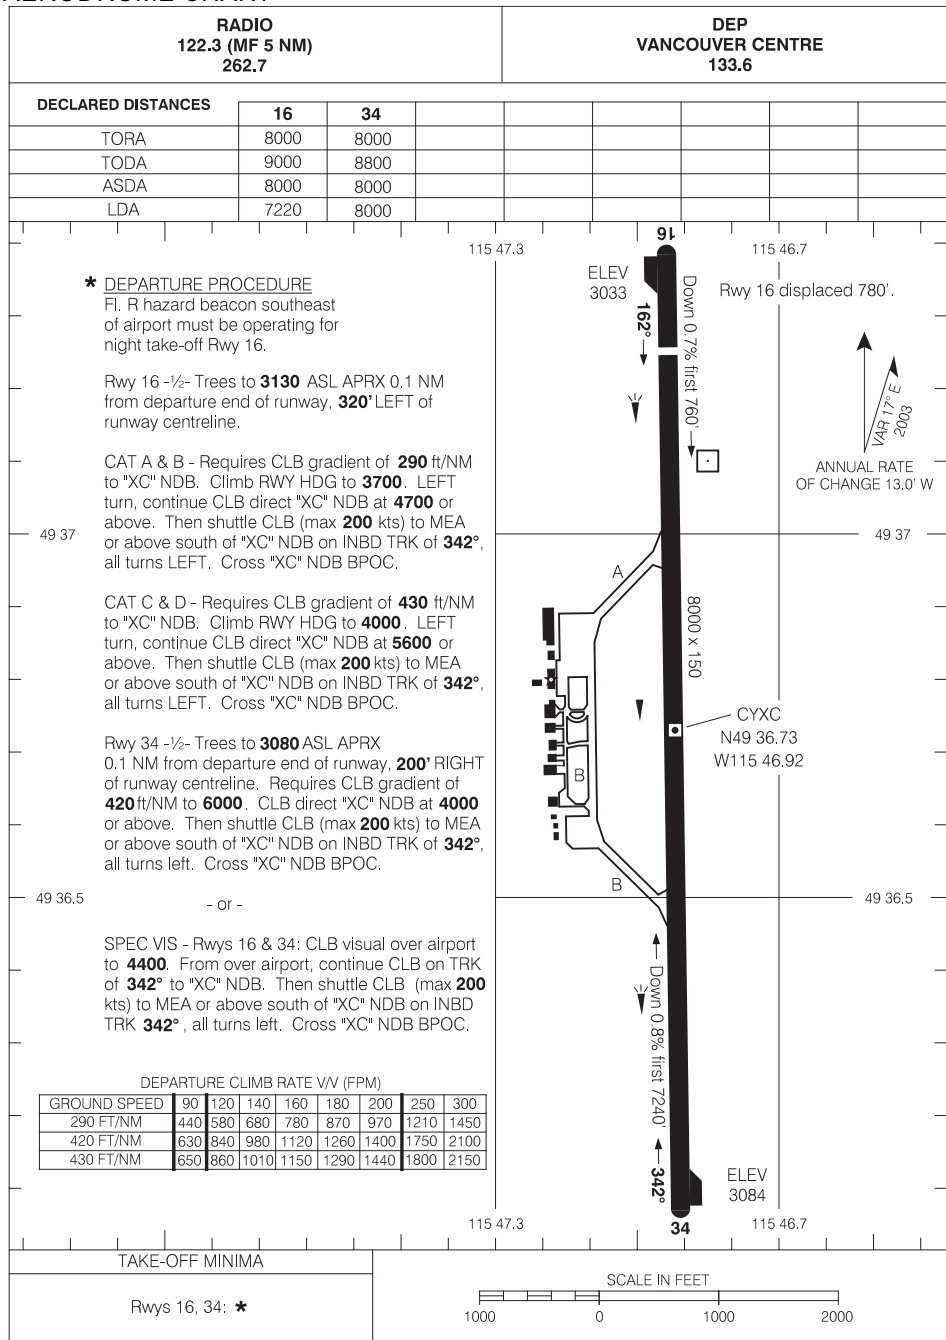 RADIO
122.3 (MF 5 NM)
262.7
DEP
VANCOUVER CENTRE
133.6
DECLARED DISTANCES 16 34
TORA 8000 8000
TODA 9000 8800
ASDA 8000 8000
LDA 7220 8000
* DEPARTURE PROCEDURE
Fl. R hazard beacon southeast
of airport must be operating for
night take-off Rwy 16.
Rwy 16 -½- Trees to 3130 ASL APRX 0.1 NM
from departure end of runway, 320' LEFT of
runway centreline.
CAT A & B - Requires CLB gradient of 290 ft/NM
to "XC" NDB. Climb RWY HDG to 3700. LEFT
turn, continue CLB direct "XC" NDB at 4700 or
above. Then shuttle CLB (max 200 kts) to MEA
or above south of "XC" NDB on INBD TRK of 342°,
all turns LEFT. Cross "XC" NDB BPOC.
CAT C & D - Requires CLB gradient of 430 ft/NM
to "XC" NDB. Climb RWY HDG to 4000. LEFT
turn, continue CLB direct "XC" NDB at 5600 or
above. Then shuttle CLB (max 200 kts) to MEA
or above south of "XC" NDB on INBD TRK of 342°,
all turns LEFT. Cross "XC" NDB BPOC.
Rwy 34 -½- Trees to 3080 ASL APRX
0.1 NM from departure end of runway, 200' RIGHT
of runway centreline. Requires CLB gradient of
420 ft/NM to 6000. CLB direct "XC" NDB at 4000
or above. Then shuttle CLB (max 200 kts) to MEA
or above south of "XC" NDB on INBD TRK of 342°,
all turns left. Cross "XC" NDB BPOC.
- or -
SPEC VIS - Rwys 16 & 34: CLB visual over airport
to 4400. From over airport, continue CLB on TRK
of 342° to "XC" NDB. Then shuttle CLB (max 200
kts) to MEA or above south of "XC" NDB on INBD
TRK 342°, all turns left. Cross "XC" NDB BPOC.
DEPARTURE CLIMB RATE V/V (FPM)
GROUND SPEED 90 120 140 160 180 200 250 300
290 FT/NM 440 580 680 780 870 970 1210 1450
420 FT/NM 630 840 980 1120 1260 1400 1750 2100
430 FT/NM 650 860 1010 1150 1290 1440 1800 2150
115 47.3
16
115 46.7
ELEV
3033
Rwy 16 displaced 780'.
162°
Down 0.7% first 760'
VAR 17° E
2003
ANNUAL RATE
OF CHANGE 13.0' W
49 37
49 37
A
8000 x 150
CYXC
N49 36.73
W115 46.92
B
B
49 36.5
49 36.5
Down 0.8% first 7240'
342°
ELEV
3084
115 47.3
34
115 46.7
TAKE-OFF MINIMA
Rwys 16, 34: *
SCALE IN FEET
1000 0 1000 2000